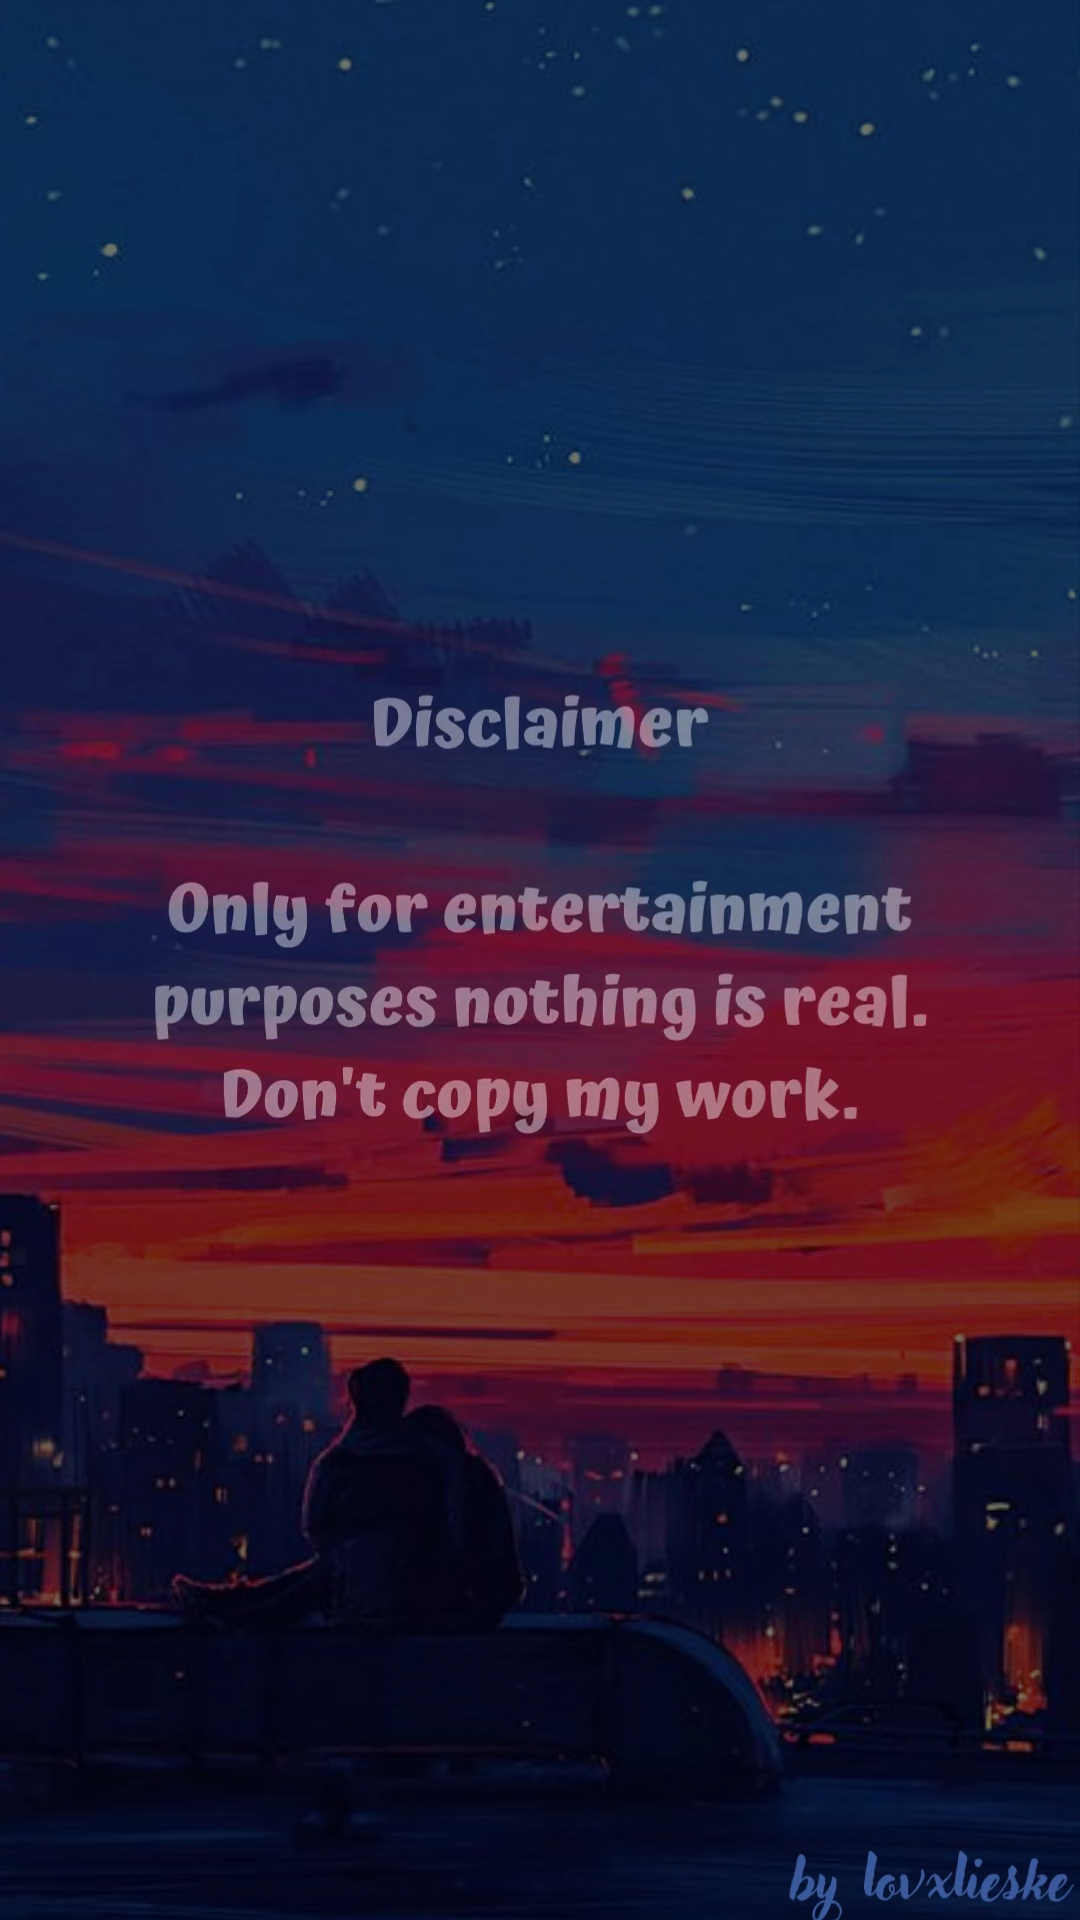 Disclaimer
Only for entertainment
purposes nothing is real.
Don't copy my work.
by lovxlieske